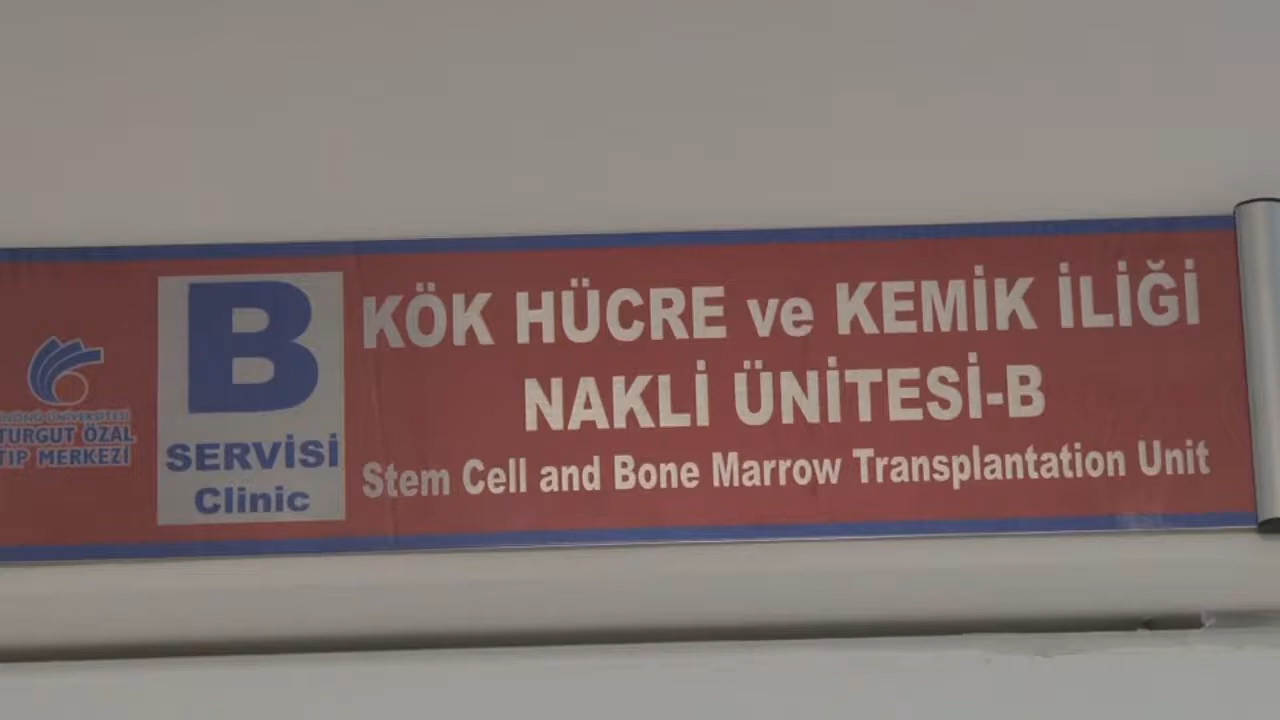 TURGUT ÖZAL
TIP MERKEZİ
B
SERVİSİ
Clinic
KÖK HÜCRE ve KEMİK İLİĞİ
NAKLİ ÜNİTESİ-B
Stem Cell and Bone Marrow Transplantation Unit